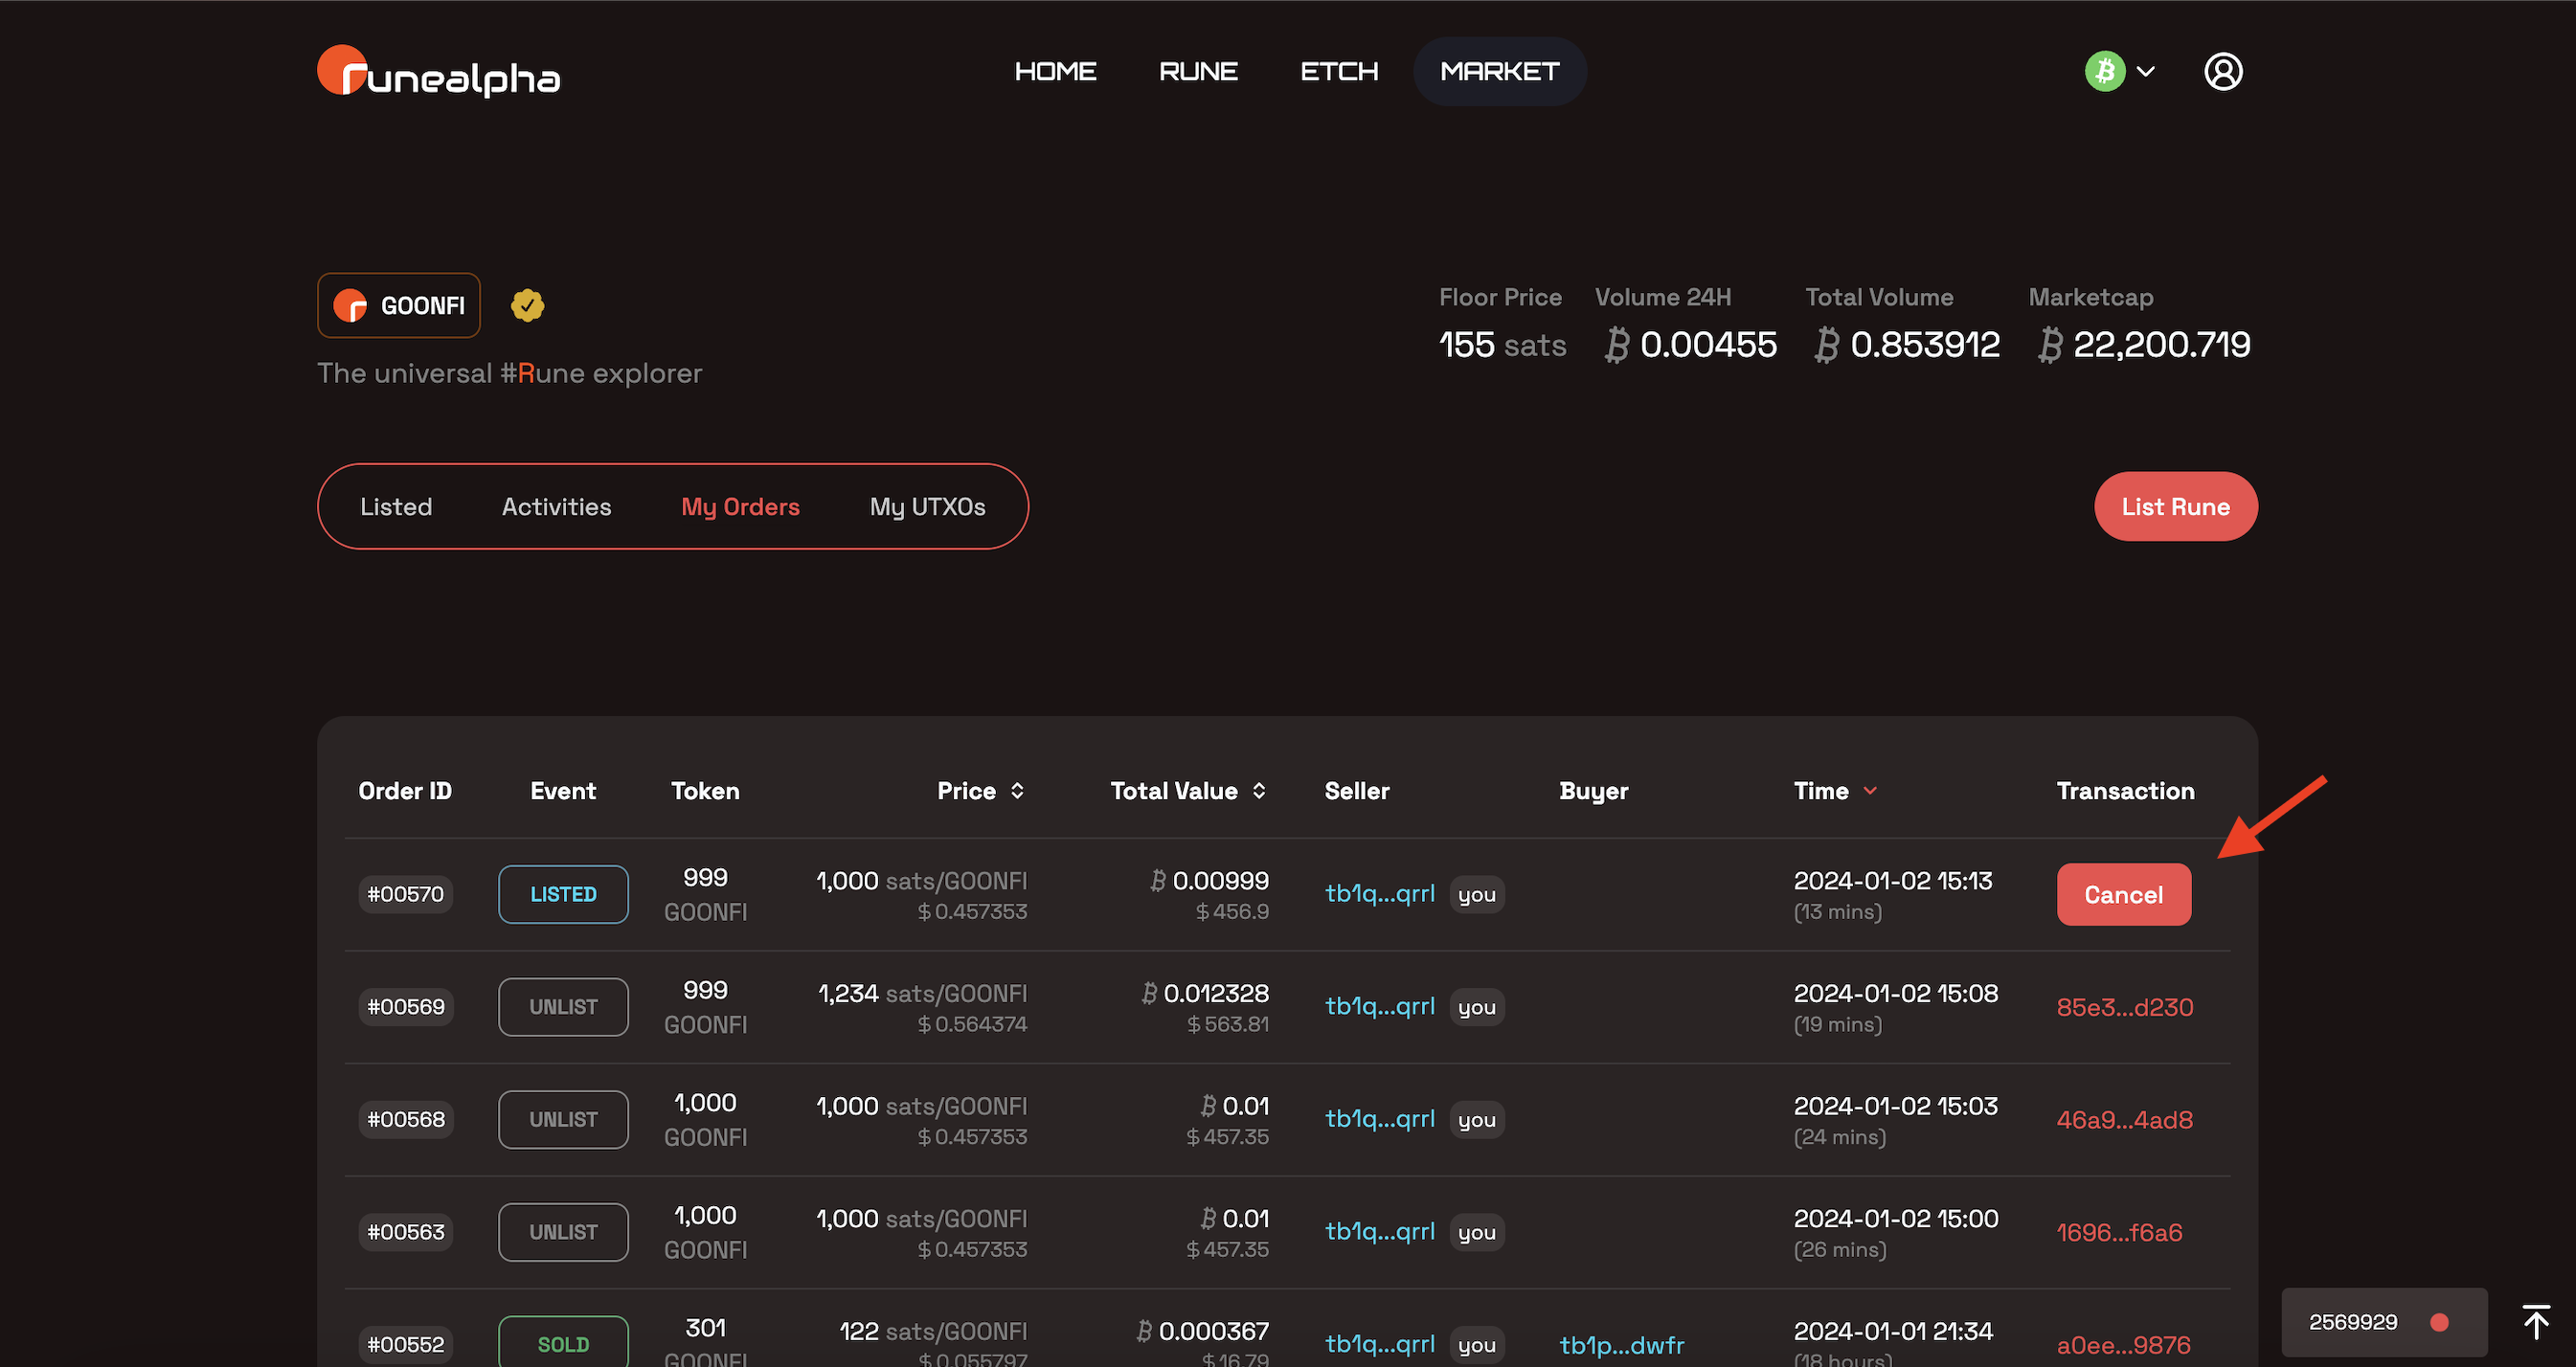 runealpha HOME RUNE ETCH MARKET
GOONFI
The universal #Rune explorer
Floor Price Volume 24H Total Volume Marketcap
155 sats ₿ 0.00455 ₿ 0.853912 ₿ 22,200.719
Listed Activities My Orders My UTXOs List Rune
Order ID Event Token Price Total Value Seller Buyer Time Transaction
#00570 LISTED 999 GOONFI 1,000 sats/GOONFI ₿ 0.00999 tb1q...qrrl you 2024-01-02 15:13 Cancel
$ 0.457353 $ 456.9 (13 mins)
#00569 UNLIST 999 GOONFI 1,234 sats/GOONFI ₿ 0.012328 tb1q...qrrl you 2024-01-02 15:08 85e3...d230
$ 0.564374 $ 563.81 (19 mins)
#00568 UNLIST 1,000 GOONFI 1,000 sats/GOONFI ₿ 0.01 tb1q...qrrl you 2024-01-02 15:03 46a9...4ad8
$ 0.457353 $ 457.35 (24 mins)
#00563 UNLIST 1,000 GOONFI 1,000 sats/GOONFI ₿ 0.01 tb1q...qrrl you 2024-01-02 15:00 1696...f6a6
$ 0.457353 $ 457.35 (26 mins)
#00552 SOLD 301 GOONFI 122 sats/GOONFI ₿ 0.000367 tb1q...qrrl you tb1p...dwfr 2024-01-01 21:34 a0ee...9876
$ 0.055797 $ 16.79 (18 hours)
2569929